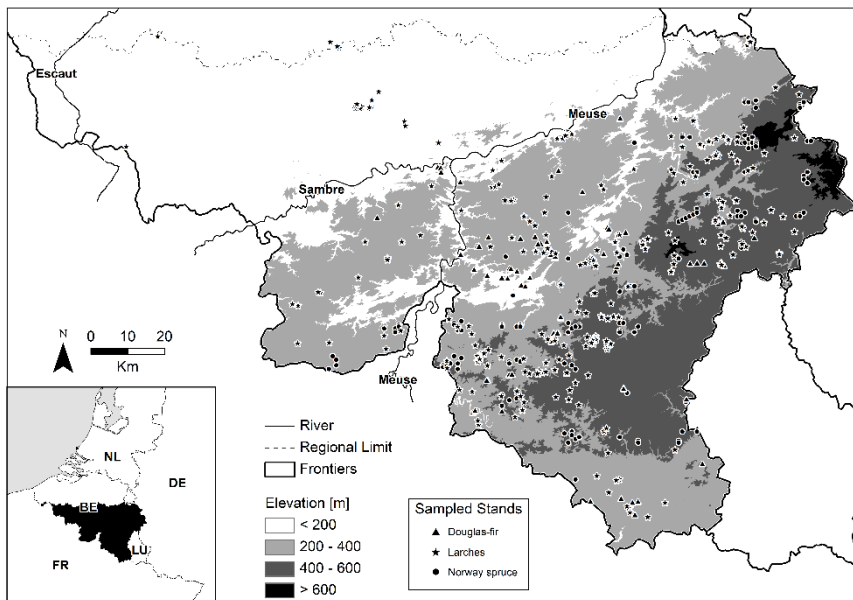 Escaut
Meuse
Sambre
N
0 10 20
Km
Meuse
River
Regional Limit
Frontiers
Elevation [m]
< 200
200 - 400
400 - 600
> 600
Sampled Stands
Douglas-fir
Larches
Norway spruce
NL
DE
BE
LU
FR